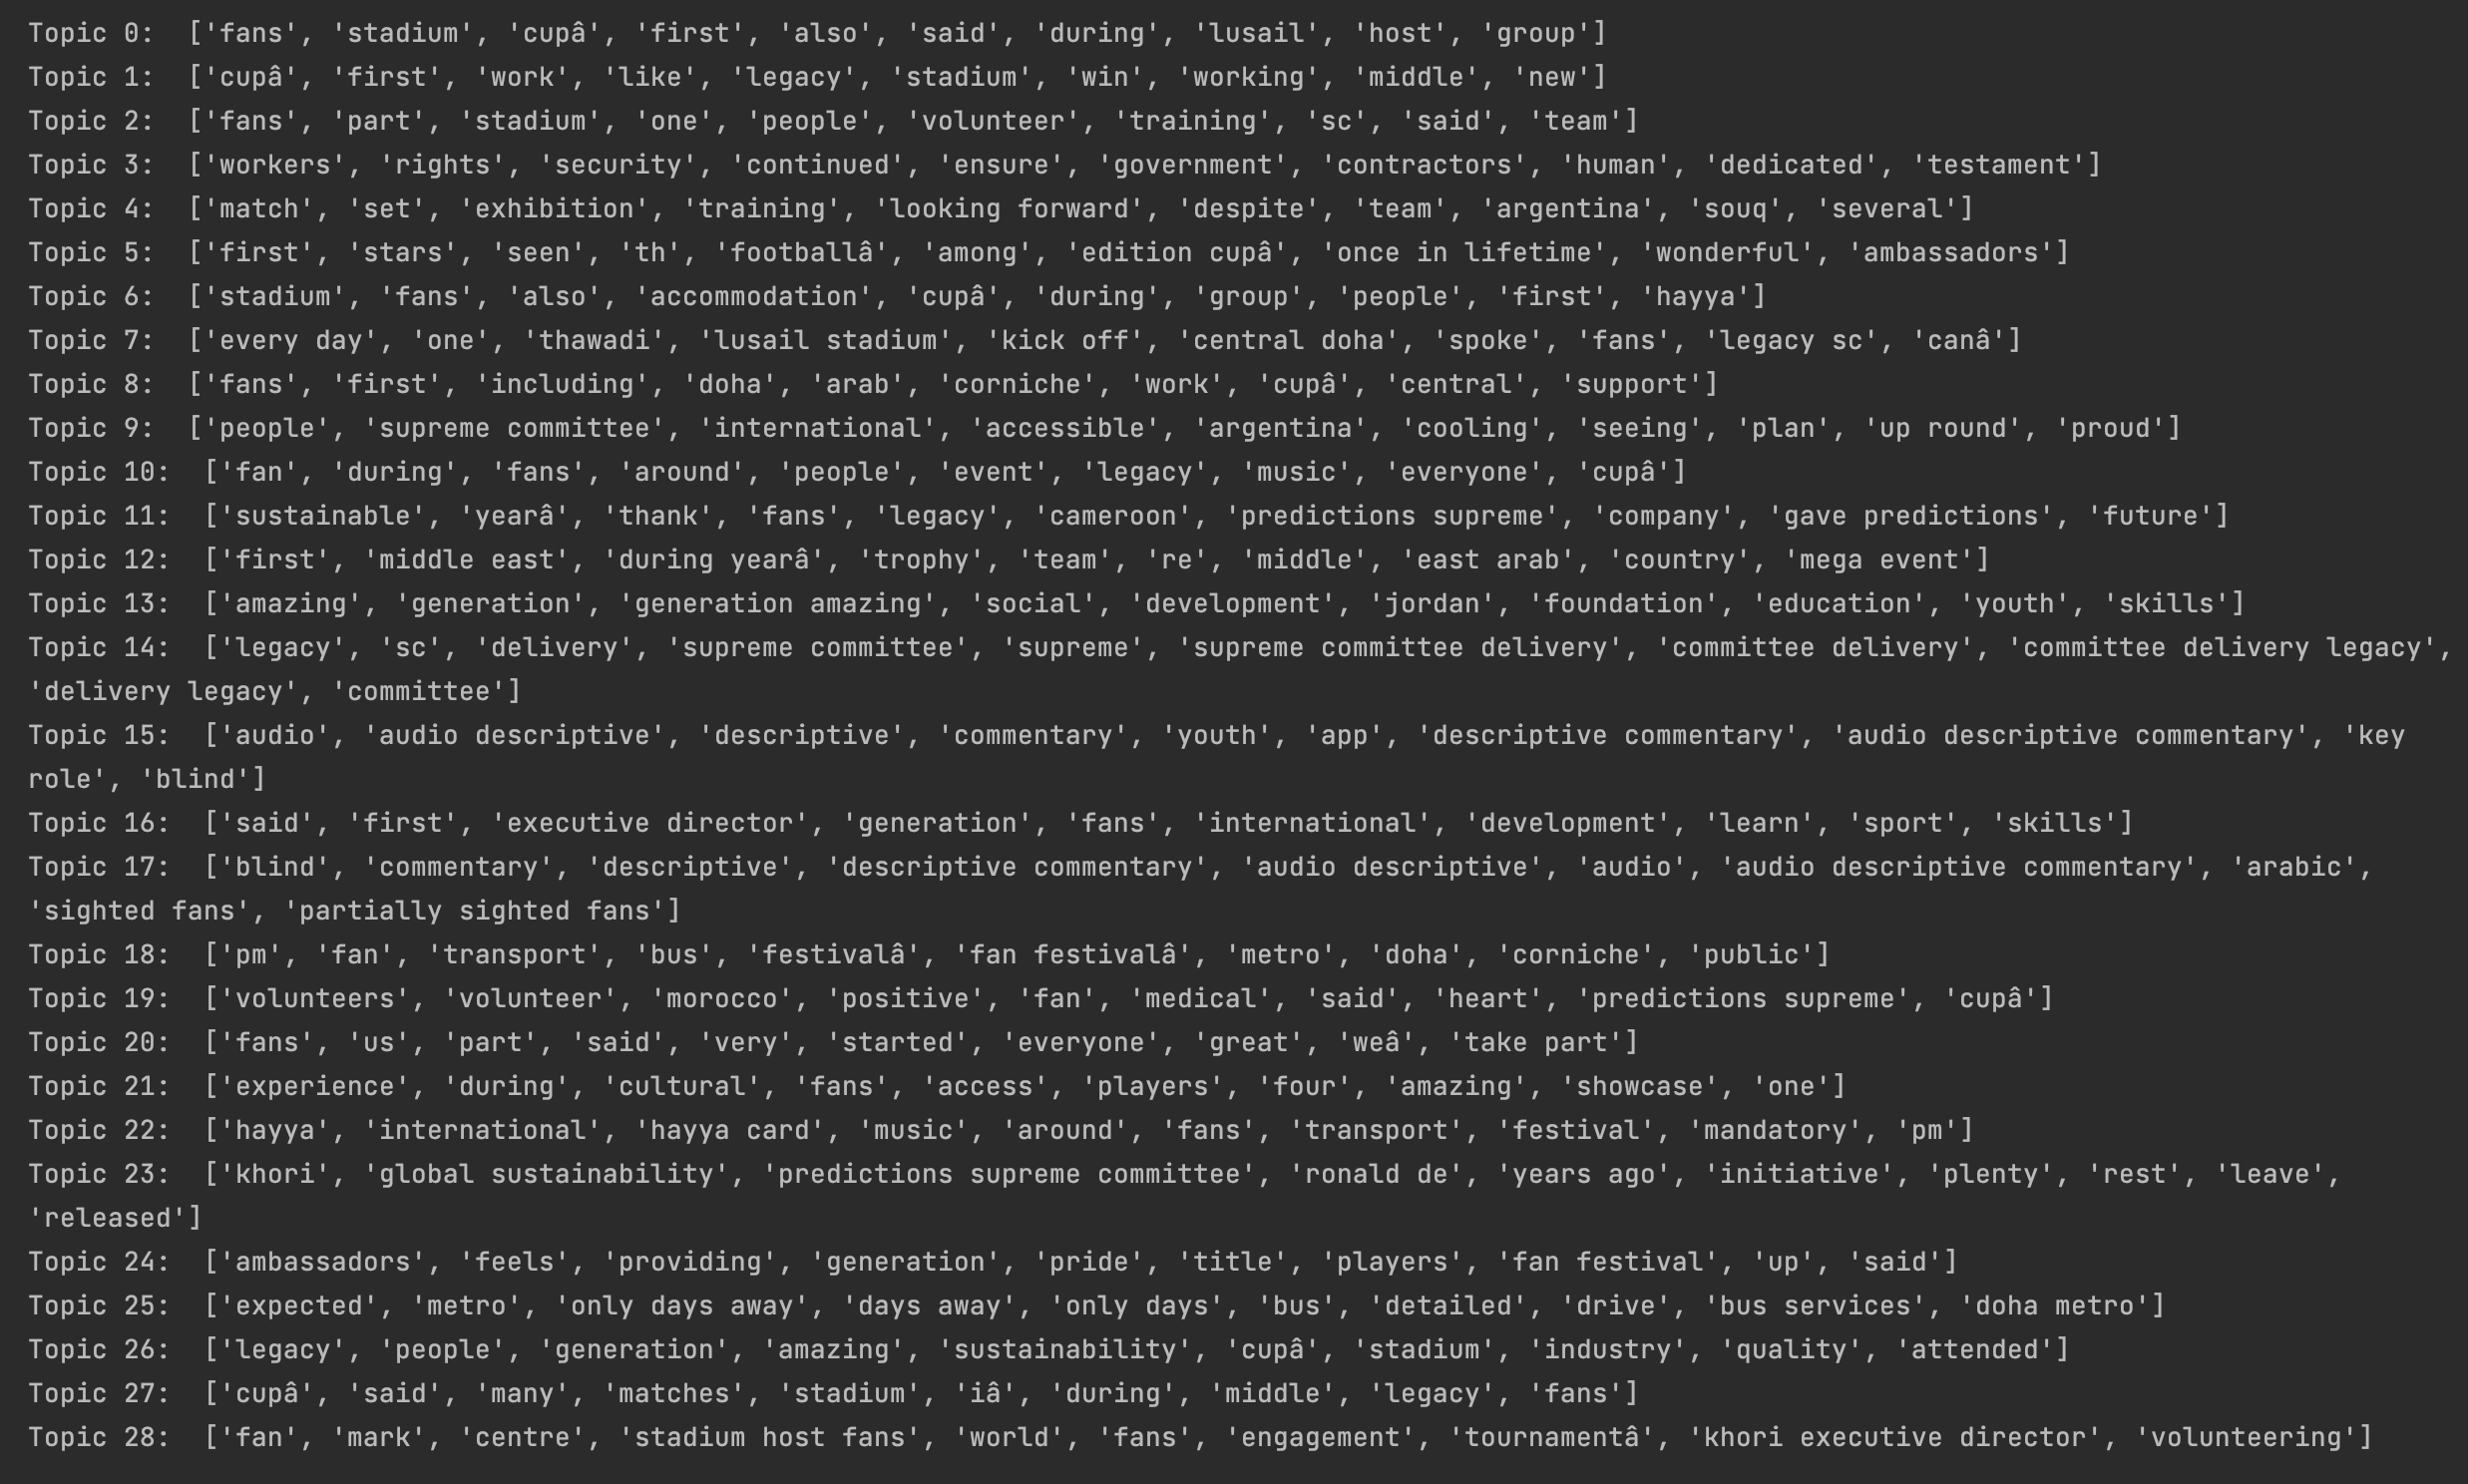 Topic 0:  ['fans', 'stadium', 'cupâ', 'first', 'also', 'said', 'during', 'lusail', 'host', 'group']
Topic 1:  ['cupâ', 'first', 'work', 'like', 'legacy', 'stadium', 'win', 'working', 'middle', 'new']
Topic 2:  ['fans', 'part', 'stadium', 'one', 'people', 'volunteer', 'training', 'sc', 'said', 'team']
Topic 3:  ['workers', 'rights', 'security', 'continued', 'ensure', 'government', 'contractors', 'human', 'dedicated', 'testament']
Topic 4:  ['match', 'set', 'exhibition', 'training', 'looking forward', 'despite', 'team', 'argentina', 'souq', 'several']
Topic 5:  ['first', 'stars', 'seen', 'th', 'footballâ', 'among', 'edition cupâ', 'once in lifetime', 'wonderful', 'ambassadors']
Topic 6:  ['stadium', 'fans', 'also', 'accommodation', 'cupâ', 'during', 'group', 'people', 'first', 'hayya']
Topic 7:  ['every day', 'one', 'thawadi', 'lusail stadium', 'kick off', 'central doha', 'spoke', 'fans', 'legacy sc', 'canâ']
Topic 8:  ['fans', 'first', 'including', 'doha', 'arab', 'corniche', 'work', 'cupâ', 'central', 'support']
Topic 9:  ['people', 'supreme committee', 'international', 'accessible', 'argentina', 'cooling', 'seeing', 'plan', 'up round', 'proud']
Topic 10:  ['fan', 'during', 'fans', 'around', 'people', 'event', 'legacy', 'music', 'everyone', 'cupâ']
Topic 11:  ['sustainable', 'yearâ', 'thank', 'fans', 'legacy', 'cameroon', 'predictions supreme', 'company', 'gave predictions', 'future']
Topic 12:  ['first', 'middle east', 'during yearâ', 'trophy', 'team', 're', 'middle', 'east arab', 'country', 'mega event']
Topic 13:  ['amazing', 'generation', 'generation amazing', 'social', 'development', 'jordan', 'foundation', 'education', 'youth', 'skills']
Topic 14:  ['legacy', 'sc', 'delivery', 'supreme committee', 'supreme', 'supreme committee delivery', 'committee delivery', 'committee delivery legacy',
'delivery legacy', 'committee']
Topic 15:  ['audio', 'audio descriptive', 'descriptive', 'commentary', 'youth', 'app', 'descriptive commentary', 'audio descriptive commentary', 'key
role', 'blind']
Topic 16:  ['said', 'first', 'executive director', 'generation', 'fans', 'international', 'development', 'learn', 'sport', 'skills']
Topic 17:  ['blind', 'commentary', 'descriptive', 'descriptive commentary', 'audio descriptive', 'audio', 'audio descriptive commentary', 'arabic',
'sighted fans', 'partially sighted fans']
Topic 18:  ['pm', 'fan', 'transport', 'bus', 'festivalâ', 'fan festivalâ', 'metro', 'doha', 'corniche', 'public']
Topic 19:  ['volunteers', 'volunteer', 'morocco', 'positive', 'fan', 'medical', 'said', 'heart', 'predictions supreme', 'cupâ']
Topic 20:  ['fans', 'us', 'part', 'said', 'very', 'started', 'everyone', 'great', 'weâ', 'take part']
Topic 21:  ['experience', 'during', 'cultural', 'fans', 'access', 'players', 'four', 'amazing', 'showcase', 'one']
Topic 22:  ['hayya', 'international', 'hayya card', 'music', 'around', 'fans', 'transport', 'festival', 'mandatory', 'pm']
Topic 23:  ['khori', 'global sustainability', 'predictions supreme committee', 'ronald de', 'years ago', 'initiative', 'plenty', 'rest', 'leave',
'released']
Topic 24:  ['ambassadors', 'feels', 'providing', 'generation', 'pride', 'title', 'players', 'fan festival', 'up', 'said']
Topic 25:  ['expected', 'metro', 'only days away', 'days away', 'only days', 'bus', 'detailed', 'drive', 'bus services', 'doha metro']
Topic 26:  ['legacy', 'people', 'generation', 'amazing', 'sustainability', 'cupâ', 'stadium', 'industry', 'quality', 'attended']
Topic 27:  ['cupâ', 'said', 'many', 'matches', 'stadium', 'iâ', 'during', 'middle', 'legacy', 'fans']
Topic 28:  ['fan', 'mark', 'centre', 'stadium host fans', 'world', 'fans', 'engagement', 'tournamentâ', 'khori executive director', 'volunteering']